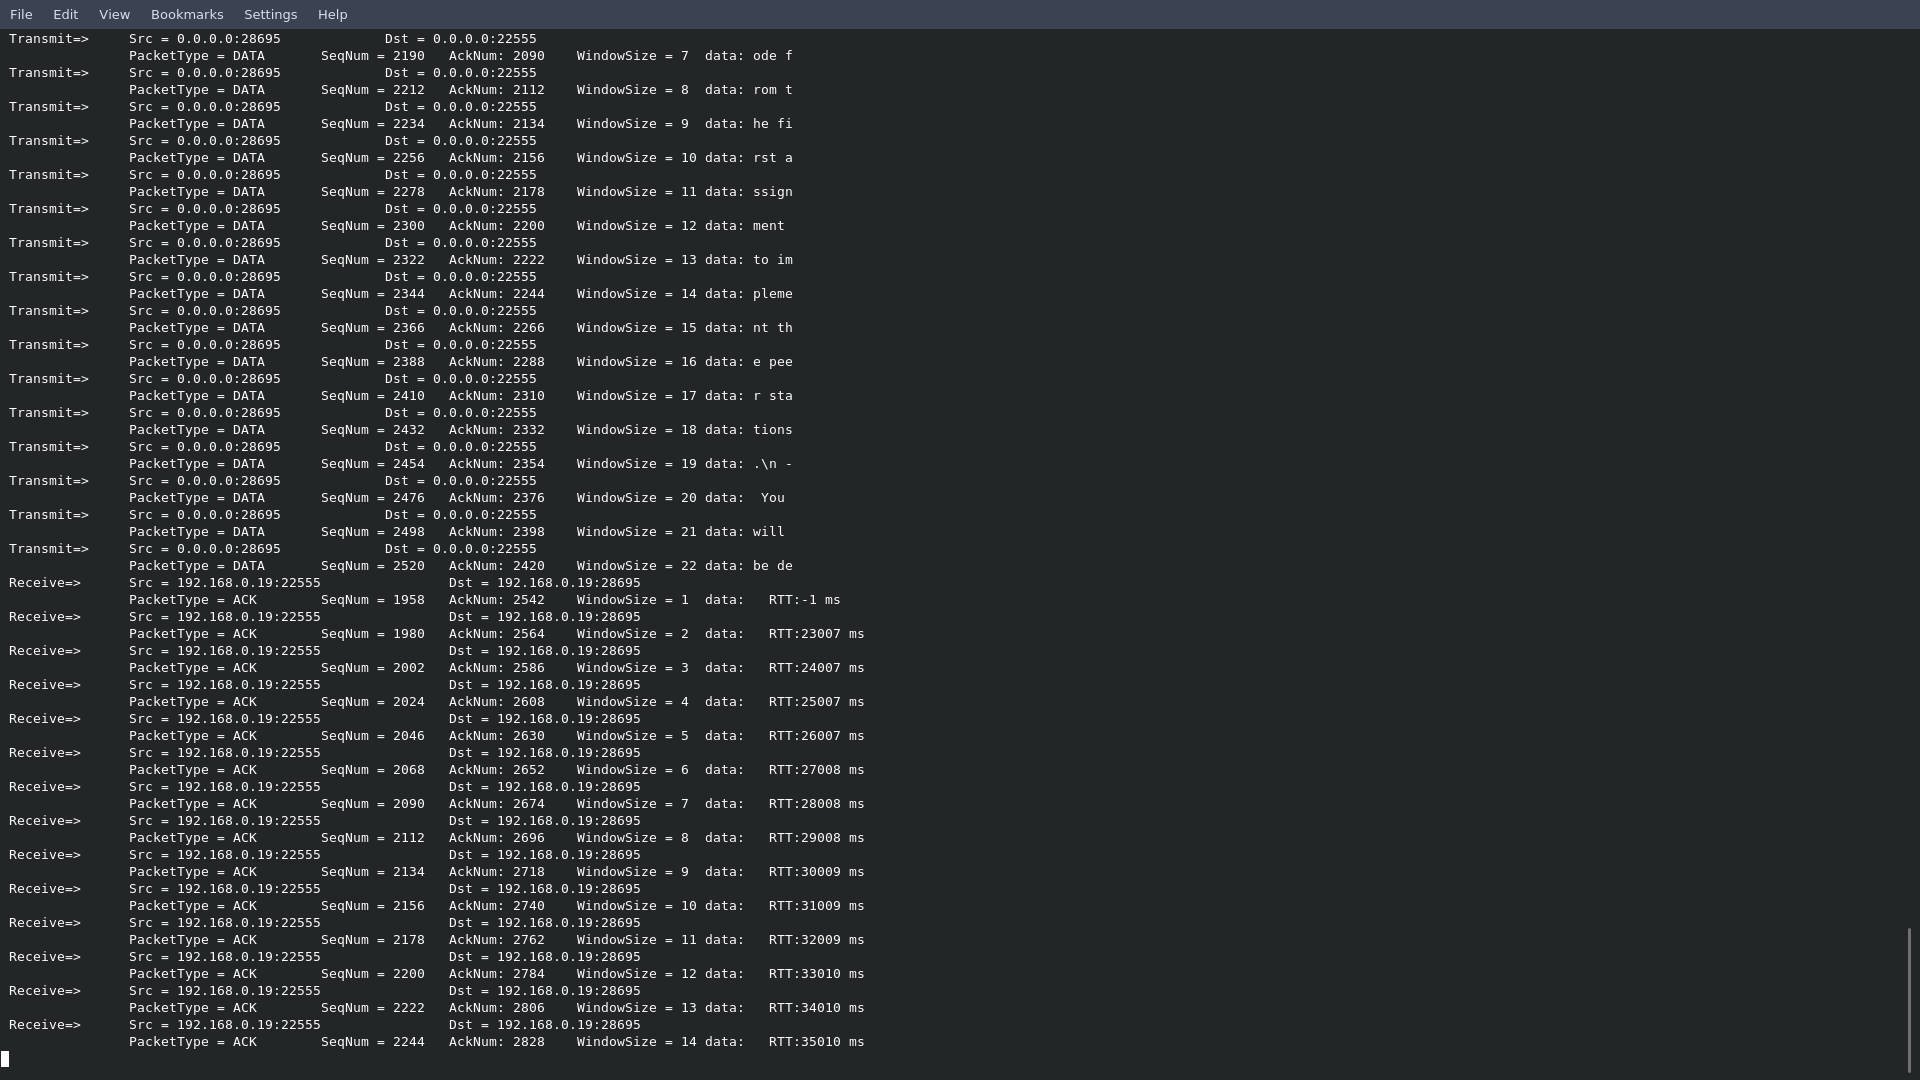 File Edit View Bookmarks Settings Help
Transmit=> Src = 0.0.0.0:28695 Dst = 0.0.0.0:22555
PacketType = DATA SeqNum = 2190 AckNum: 2090 WindowSize = 7 data: ode f
Transmit=> Src = 0.0.0.0:28695 Dst = 0.0.0.0:22555
PacketType = DATA SeqNum = 2212 AckNum: 2112 WindowSize = 8 data: rom t
Transmit=> Src = 0.0.0.0:28695 Dst = 0.0.0.0:22555
PacketType = DATA SeqNum = 2234 AckNum: 2134 WindowSize = 9 data: he fi
Transmit=> Src = 0.0.0.0:28695 Dst = 0.0.0.0:22555
PacketType = DATA SeqNum = 2256 AckNum: 2156 WindowSize = 10 data: rst a
Transmit=> Src = 0.0.0.0:28695 Dst = 0.0.0.0:22555
PacketType = DATA SeqNum = 2278 AckNum: 2178 WindowSize = 11 data: ssign
Transmit=> Src = 0.0.0.0:28695 Dst = 0.0.0.0:22555
PacketType = DATA SeqNum = 2300 AckNum: 2200 WindowSize = 12 data: ment
Transmit=> Src = 0.0.0.0:28695 Dst = 0.0.0.0:22555
PacketType = DATA SeqNum = 2322 AckNum: 2222 WindowSize = 13 data: to im
Transmit=> Src = 0.0.0.0:28695 Dst = 0.0.0.0:22555
PacketType = DATA SeqNum = 2344 AckNum: 2244 WindowSize = 14 data: pleme
Transmit=> Src = 0.0.0.0:28695 Dst = 0.0.0.0:22555
PacketType = DATA SeqNum = 2366 AckNum: 2266 WindowSize = 15 data: nt th
Transmit=> Src = 0.0.0.0:28695 Dst = 0.0.0.0:22555
PacketType = DATA SeqNum = 2388 AckNum: 2288 WindowSize = 16 data: e pee
Transmit=> Src = 0.0.0.0:28695 Dst = 0.0.0.0:22555
PacketType = DATA SeqNum = 2410 AckNum: 2310 WindowSize = 17 data: r sta
Transmit=> Src = 0.0.0.0:28695 Dst = 0.0.0.0:22555
PacketType = DATA SeqNum = 2432 AckNum: 2332 WindowSize = 18 data: tions
Transmit=> Src = 0.0.0.0:28695 Dst = 0.0.0.0:22555
PacketType = DATA SeqNum = 2454 AckNum: 2354 WindowSize = 19 data: .\n -
Transmit=> Src = 0.0.0.0:28695 Dst = 0.0.0.0:22555
PacketType = DATA SeqNum = 2476 AckNum: 2376 WindowSize = 20 data: You
Transmit=> Src = 0.0.0.0:28695 Dst = 0.0.0.0:22555
PacketType = DATA SeqNum = 2498 AckNum: 2398 WindowSize = 21 data: will
Transmit=> Src = 0.0.0.0:28695 Dst = 0.0.0.0:22555
PacketType = DATA SeqNum = 2520 AckNum: 2420 WindowSize = 22 data: be de
Receive=> Src = 192.168.0.19:22555 Dst = 192.168.0.19:28695
PacketType = ACK SeqNum = 1958 AckNum: 2542 WindowSize = 1 data: RTT:-1 ms
Receive=> Src = 192.168.0.19:22555 Dst = 192.168.0.19:28695
PacketType = ACK SeqNum = 1980 AckNum: 2564 WindowSize = 2 data: RTT:23007 ms
Receive=> Src = 192.168.0.19:22555 Dst = 192.168.0.19:28695
PacketType = ACK SeqNum = 2002 AckNum: 2586 WindowSize = 3 data: RTT:24007 ms
Receive=> Src = 192.168.0.19:22555 Dst = 192.168.0.19:28695
PacketType = ACK SeqNum = 2024 AckNum: 2608 WindowSize = 4 data: RTT:25007 ms
Receive=> Src = 192.168.0.19:22555 Dst = 192.168.0.19:28695
PacketType = ACK SeqNum = 2046 AckNum: 2630 WindowSize = 5 data: RTT:26007 ms
Receive=> Src = 192.168.0.19:22555 Dst = 192.168.0.19:28695
PacketType = ACK SeqNum = 2068 AckNum: 2652 WindowSize = 6 data: RTT:27008 ms
Receive=> Src = 192.168.0.19:22555 Dst = 192.168.0.19:28695
PacketType = ACK SeqNum = 2090 AckNum: 2674 WindowSize = 7 data: RTT:28008 ms
Receive=> Src = 192.168.0.19:22555 Dst = 192.168.0.19:28695
PacketType = ACK SeqNum = 2112 AckNum: 2696 WindowSize = 8 data: RTT:29008 ms
Receive=> Src = 192.168.0.19:22555 Dst = 192.168.0.19:28695
PacketType = ACK SeqNum = 2134 AckNum: 2718 WindowSize = 9 data: RTT:30009 ms
Receive=> Src = 192.168.0.19:22555 Dst = 192.168.0.19:28695
PacketType = ACK SeqNum = 2156 AckNum: 2740 WindowSize = 10 data: RTT:31009 ms
Receive=> Src = 192.168.0.19:22555 Dst = 192.168.0.19:28695
PacketType = ACK SeqNum = 2178 AckNum: 2762 WindowSize = 11 data: RTT:32009 ms
Receive=> Src = 192.168.0.19:22555 Dst = 192.168.0.19:28695
PacketType = ACK SeqNum = 2200 AckNum: 2784 WindowSize = 12 data: RTT:33010 ms
Receive=> Src = 192.168.0.19:22555 Dst = 192.168.0.19:28695
PacketType = ACK SeqNum = 2222 AckNum: 2806 WindowSize = 13 data: RTT:34010 ms
Receive=> Src = 192.168.0.19:22555 Dst = 192.168.0.19:28695
PacketType = ACK SeqNum = 2244 AckNum: 2828 WindowSize = 14 data: RTT:35010 ms